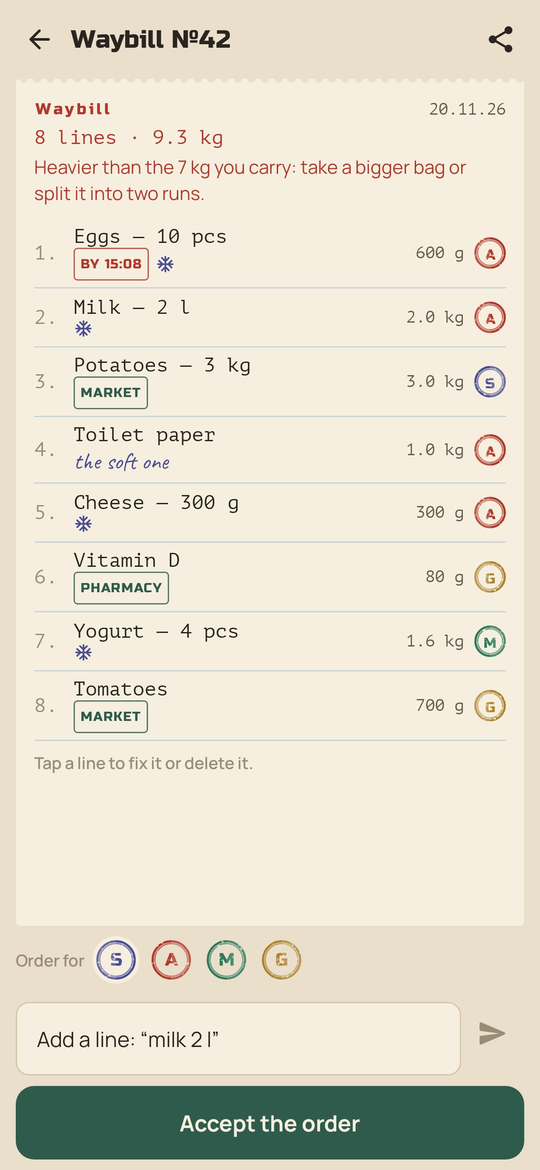 Waybill №42
Waybill 20.11.26
8 lines · 9.3 kg
Heavier than the 7 kg you carry: take a bigger bag or
split it into two runs.
1. Eggs — 10 pcs 600 g A
BY 15:08
2. Milk — 2 l 2.0 kg A
3. Potatoes — 3 kg 3.0 kg S
MARKET
4. Toilet paper 1.0 kg A
the soft one
5. Cheese — 300 g 300 g A
6. Vitamin D 80 g G
PHARMACY
7. Yogurt — 4 pcs 1.6 kg M
8. Tomatoes 700 g G
MARKET
Tap a line to fix it or delete it.
Order for S A M G
Add a line: “milk 2 l”
Accept the order